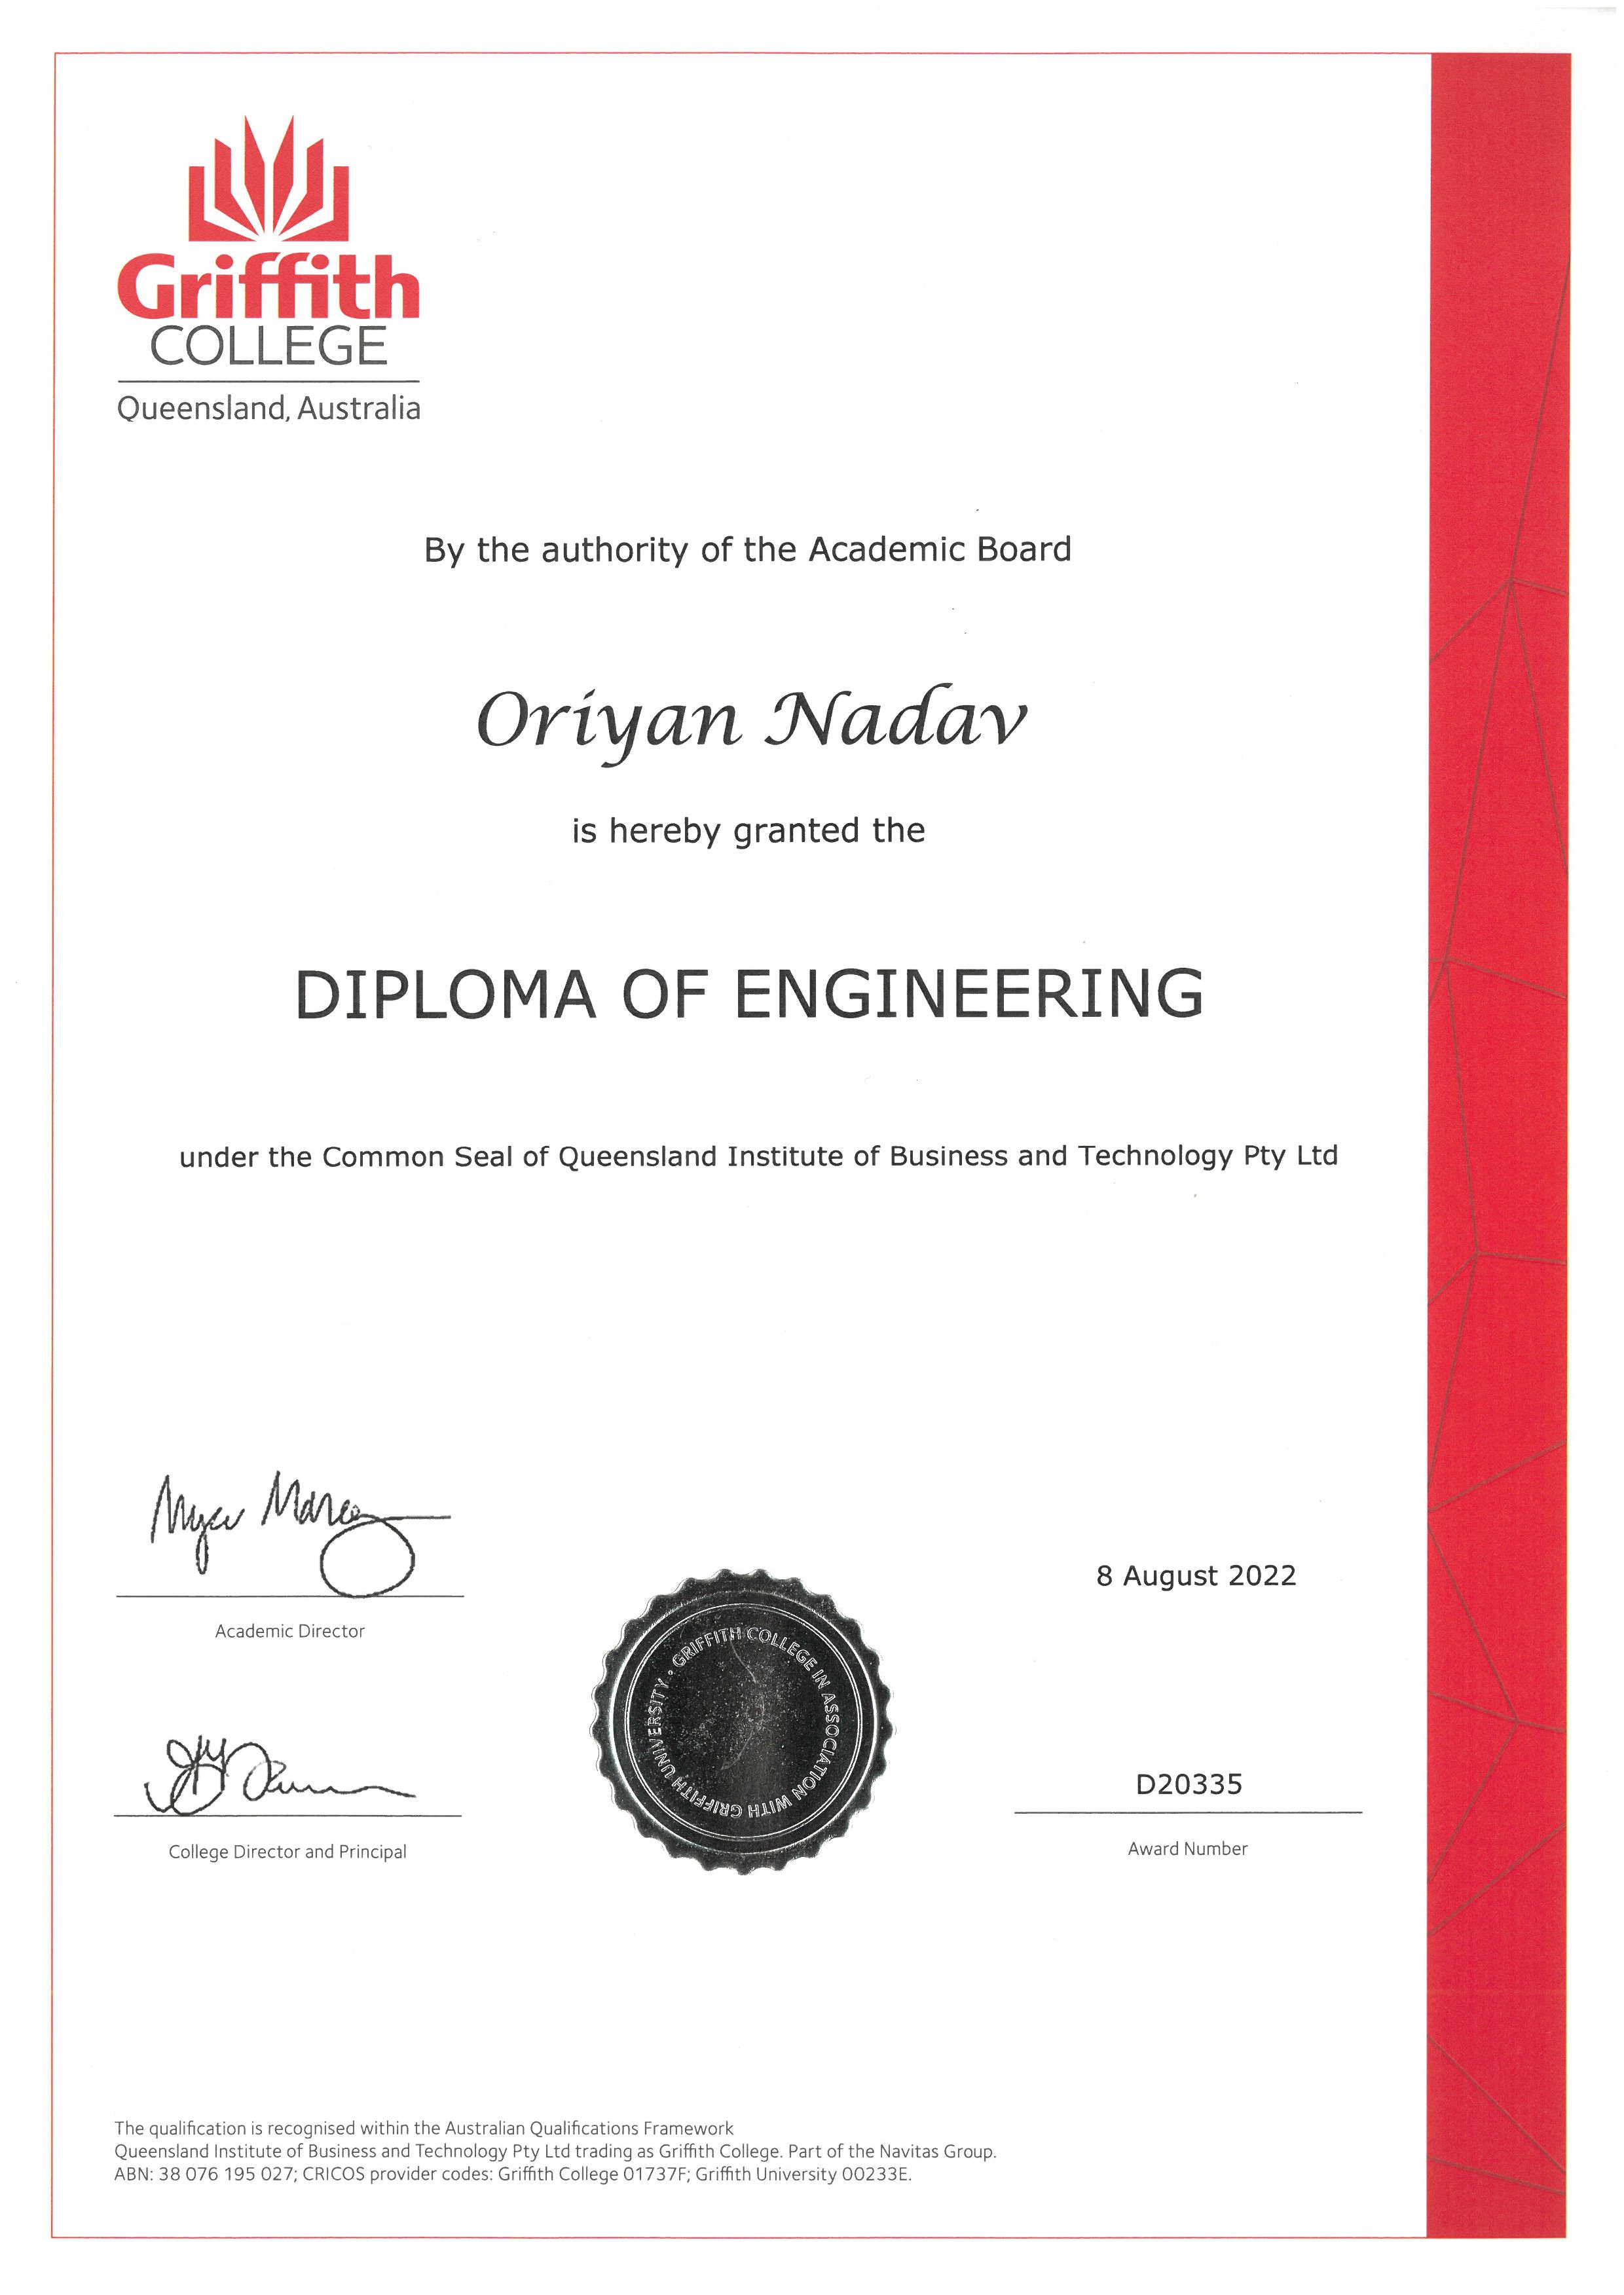 Griffith
COLLEGE
Queensland, Australia
By the authority of the Academic Board
Oriyan Nadav
is hereby granted the
DIPLOMA OF ENGINEERING
under the Common Seal of Queensland Institute of Business and Technology Pty Ltd
Academic Director
8 August 2022
GRIFFITH COLLEGE IN ASSOCIATION WITH GRIFFITH UNIVERSITY •
D20335
College Director and Principal
Award Number
The qualification is recognised within the Australian Qualifications Framework
Queensland Institute of Business and Technology Pty Ltd trading as Griffith College. Part of the Navitas Group.
ABN: 38 076 195 027; CRICOS provider codes: Griffith College 01737F; Griffith University 00233E.